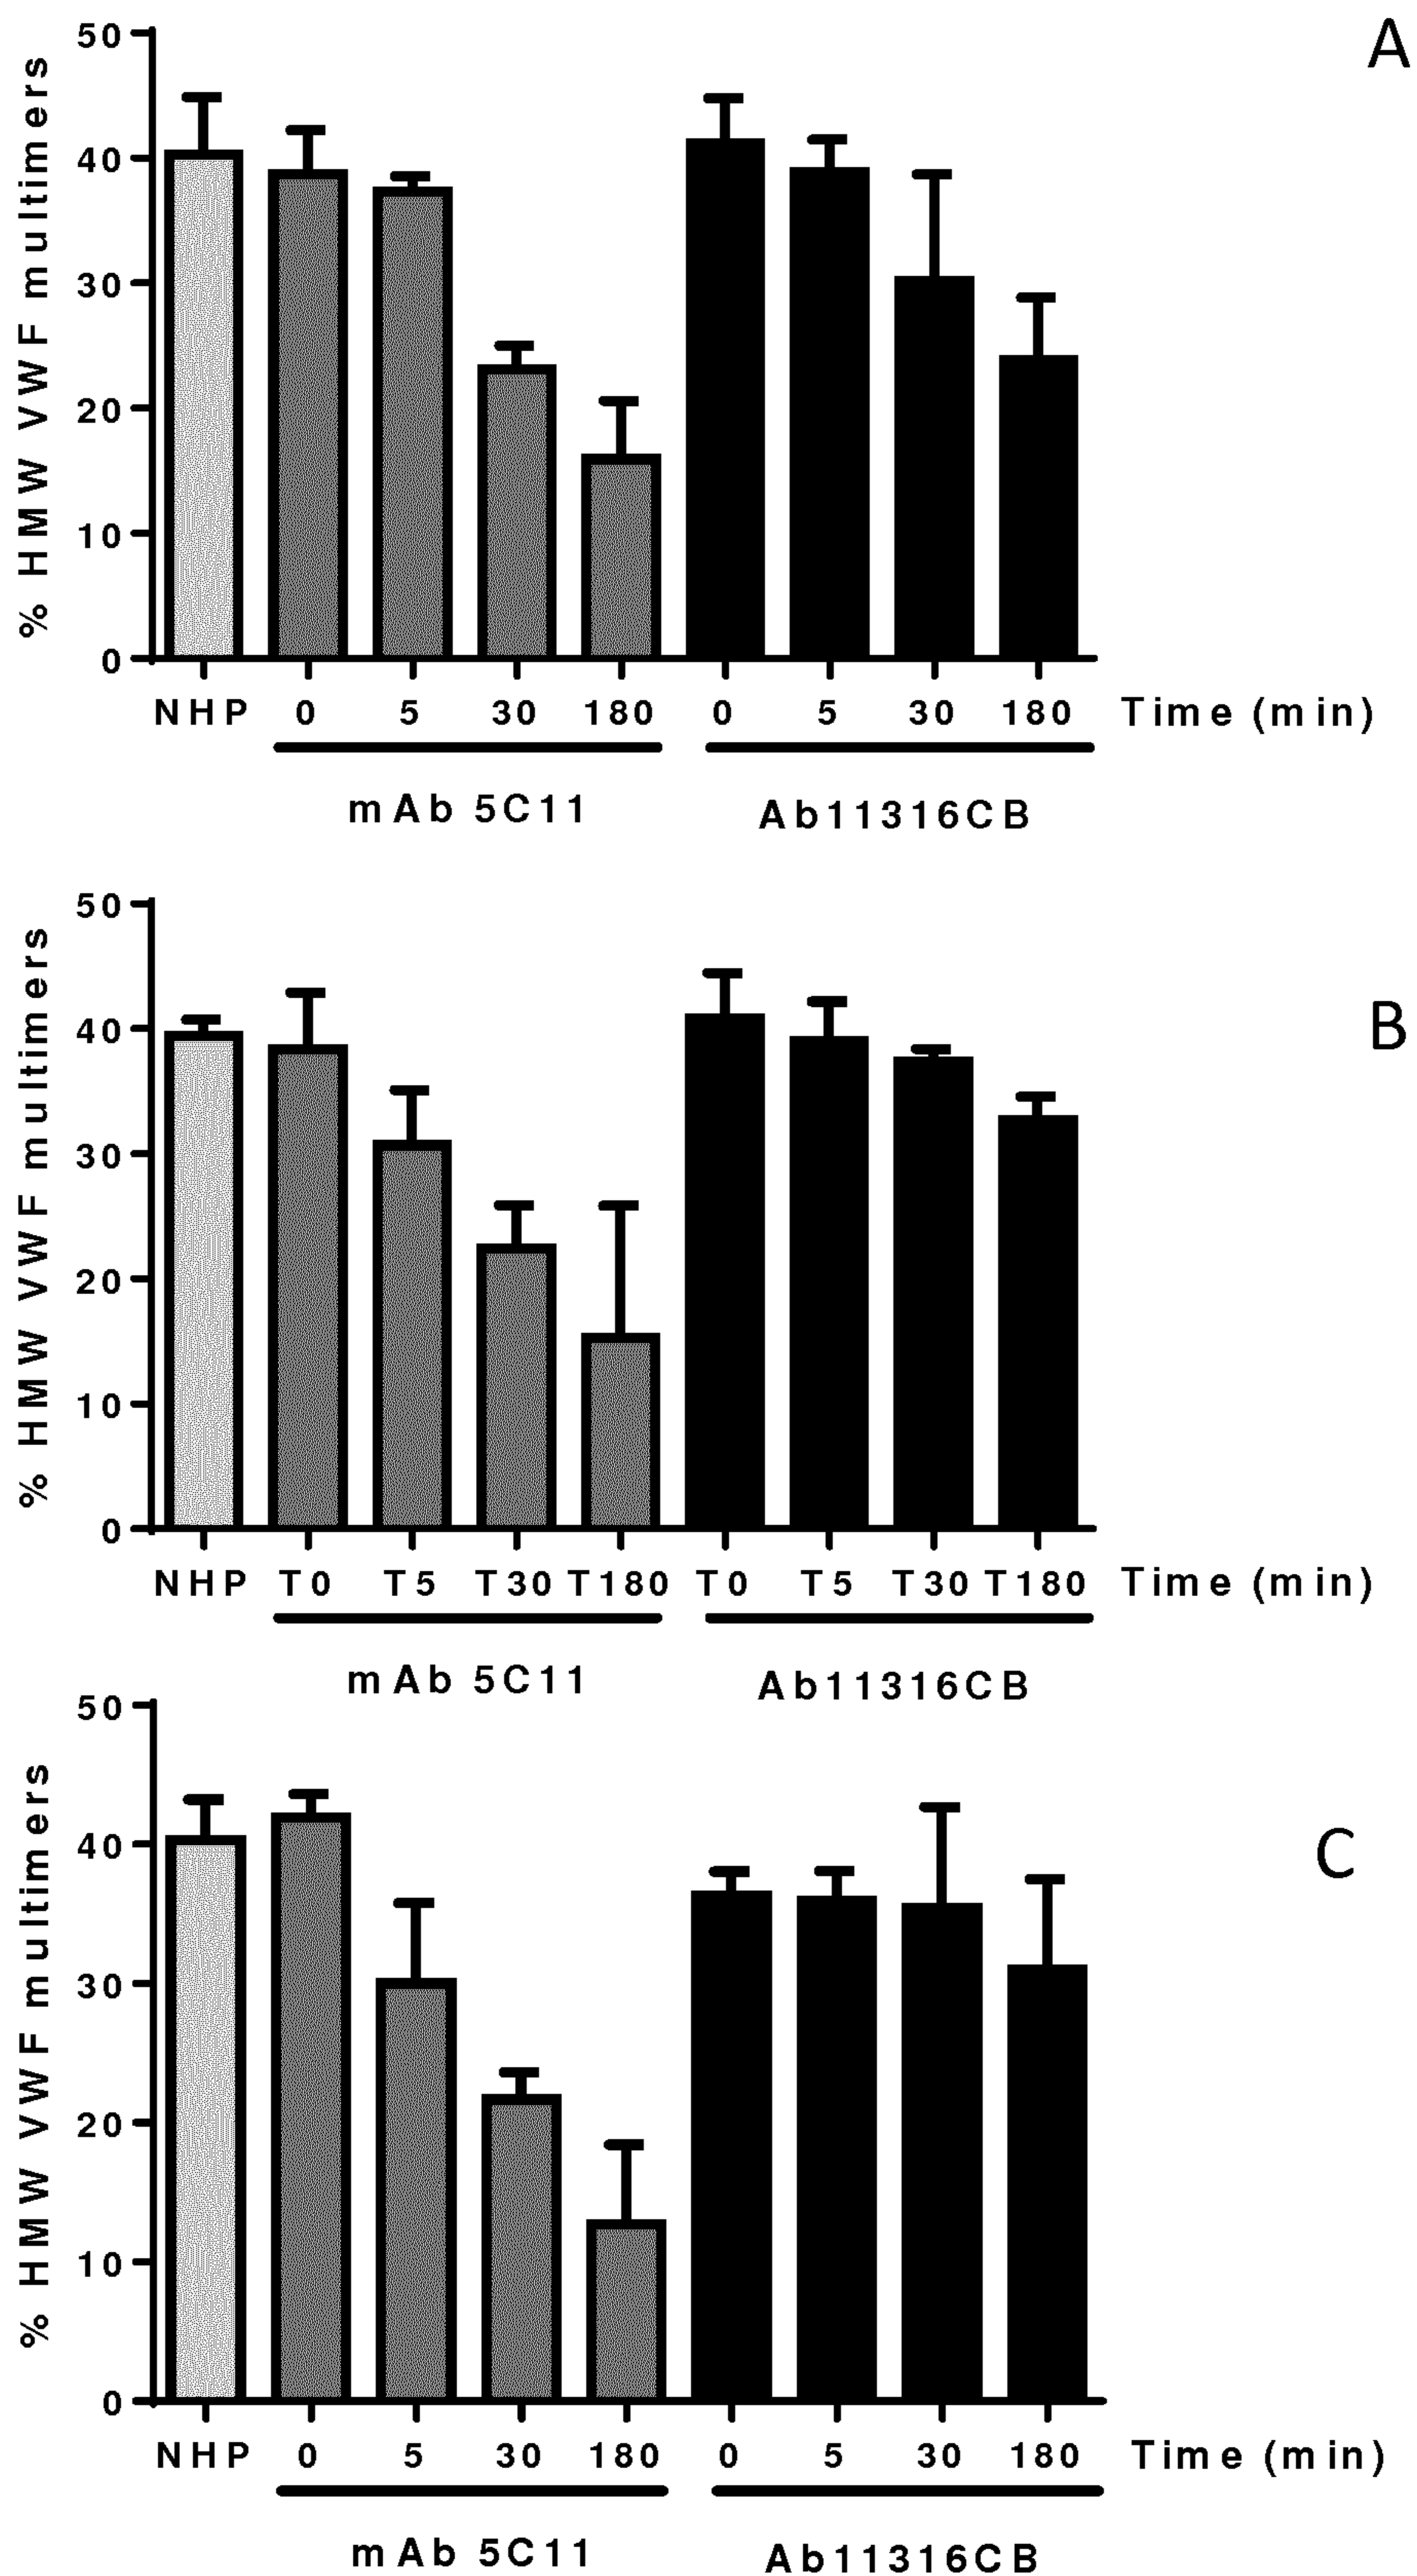 A
% HMW VWF multimers
50
40
30
20
10
0
NHP 0 5 30 180 0 5 30 180 Time (min)
mAb 5C11 Ab11316CB
B
% HMW VWF multimers
50
40
30
20
10
0
NHP T0 T5 T30 T180 T0 T5 T30 T180 Time (min)
mAb 5C11 Ab11316CB
C
% HMW VWF multimers
50
40
30
20
10
0
NHP 0 5 30 180 0 5 30 180 Time (min)
mAb 5C11 Ab11316CB